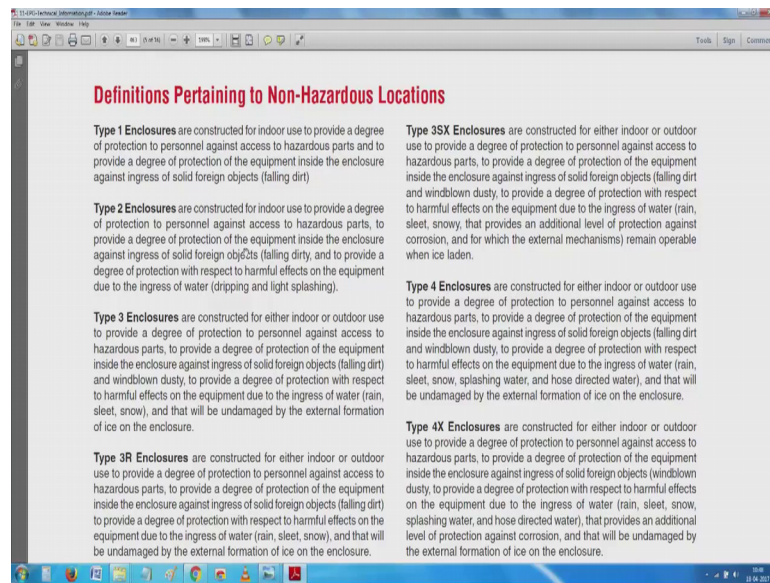 11-EPG-Technical Information.pdf - Adobe Reader
File Edit View Window Help
(5 of 16)
Tools Sign Comment
Definitions Pertaining to Non-Hazardous Locations
Type 1 Enclosures are constructed for indoor use to provide a degree
of protection to personnel against access to hazardous parts and to
provide a degree of protection of the equipment inside the enclosure
against ingress of solid foreign objects (falling dirt)
Type 2 Enclosures are constructed for indoor use to provide a degree
of protection to personnel against access to hazardous parts, to
provide a degree of protection of the equipment inside the enclosure
against ingress of solid foreign objects (falling dirty, and to provide a
degree of protection with respect to harmful effects on the equipment
due to the ingress of water (dripping and light splashing).
Type 3 Enclosures are constructed for either indoor or outdoor use
to provide a degree of protection to personnel against access to
hazardous parts, to provide a degree of protection of the equipment
inside the enclosure against ingress of solid foreign objects (falling dirt)
and windblown dusty, to provide a degree of protection with respect
to harmful effects on the equipment due to the ingress of water (rain,
sleet, snow), and that will be undamaged by the external formation
of ice on the enclosure.
Type 3R Enclosures are constructed for either indoor or outdoor
use to provide a degree of protection to personnel against access to
hazardous parts, to provide a degree of protection of the equipment
inside the enclosure against ingress of solid foreign objects (falling dirt)
to provide a degree of protection with respect to harmful effects on the
equipment due to the ingress of water (rain, sleet, snow), and that will
be undamaged by the external formation of ice on the enclosure.
Type 3SX Enclosures are constructed for either indoor or outdoor
use to provide a degree of protection to personnel against access to
hazardous parts, to provide a degree of protection of the equipment
inside the enclosure against ingress of solid foreign objects (falling dirt
and windblown dusty, to provide a degree of protection with respect
to harmful effects on the equipment due to the ingress of water (rain,
sleet, snowy, that provides an additional level of protection against
corrosion, and for which the external mechanisms) remain operable
when ice laden.
Type 4 Enclosures are constructed for either indoor or outdoor use
to provide a degree of protection to personnel against access to
hazardous parts, to provide a degree of protection of the equipment
inside the enclosure against ingress of solid foreign objects (falling dirt
and windblown dusty, to provide a degree of protection with respect
to harmful effects on the equipment due to the ingress of water (rain,
sleet, snow, splashing water, and hose directed water), and that will
be undamaged by the external formation of ice on the enclosure.
Type 4X Enclosures are constructed for either indoor or outdoor
use to provide a degree of protection to personnel against access to
hazardous parts, to provide a degree of protection of the equipment
inside the enclosure against ingress of solid foreign objects (windblown
dusty, to provide a degree of protection with respect to harmful effects
on the equipment due to the ingress of water (rain, sleet, snow,
splashing water, and hose directed water), that provides an additional
level of protection against corrosion, and that will be undamaged by
the external formation of ice on the enclosure.